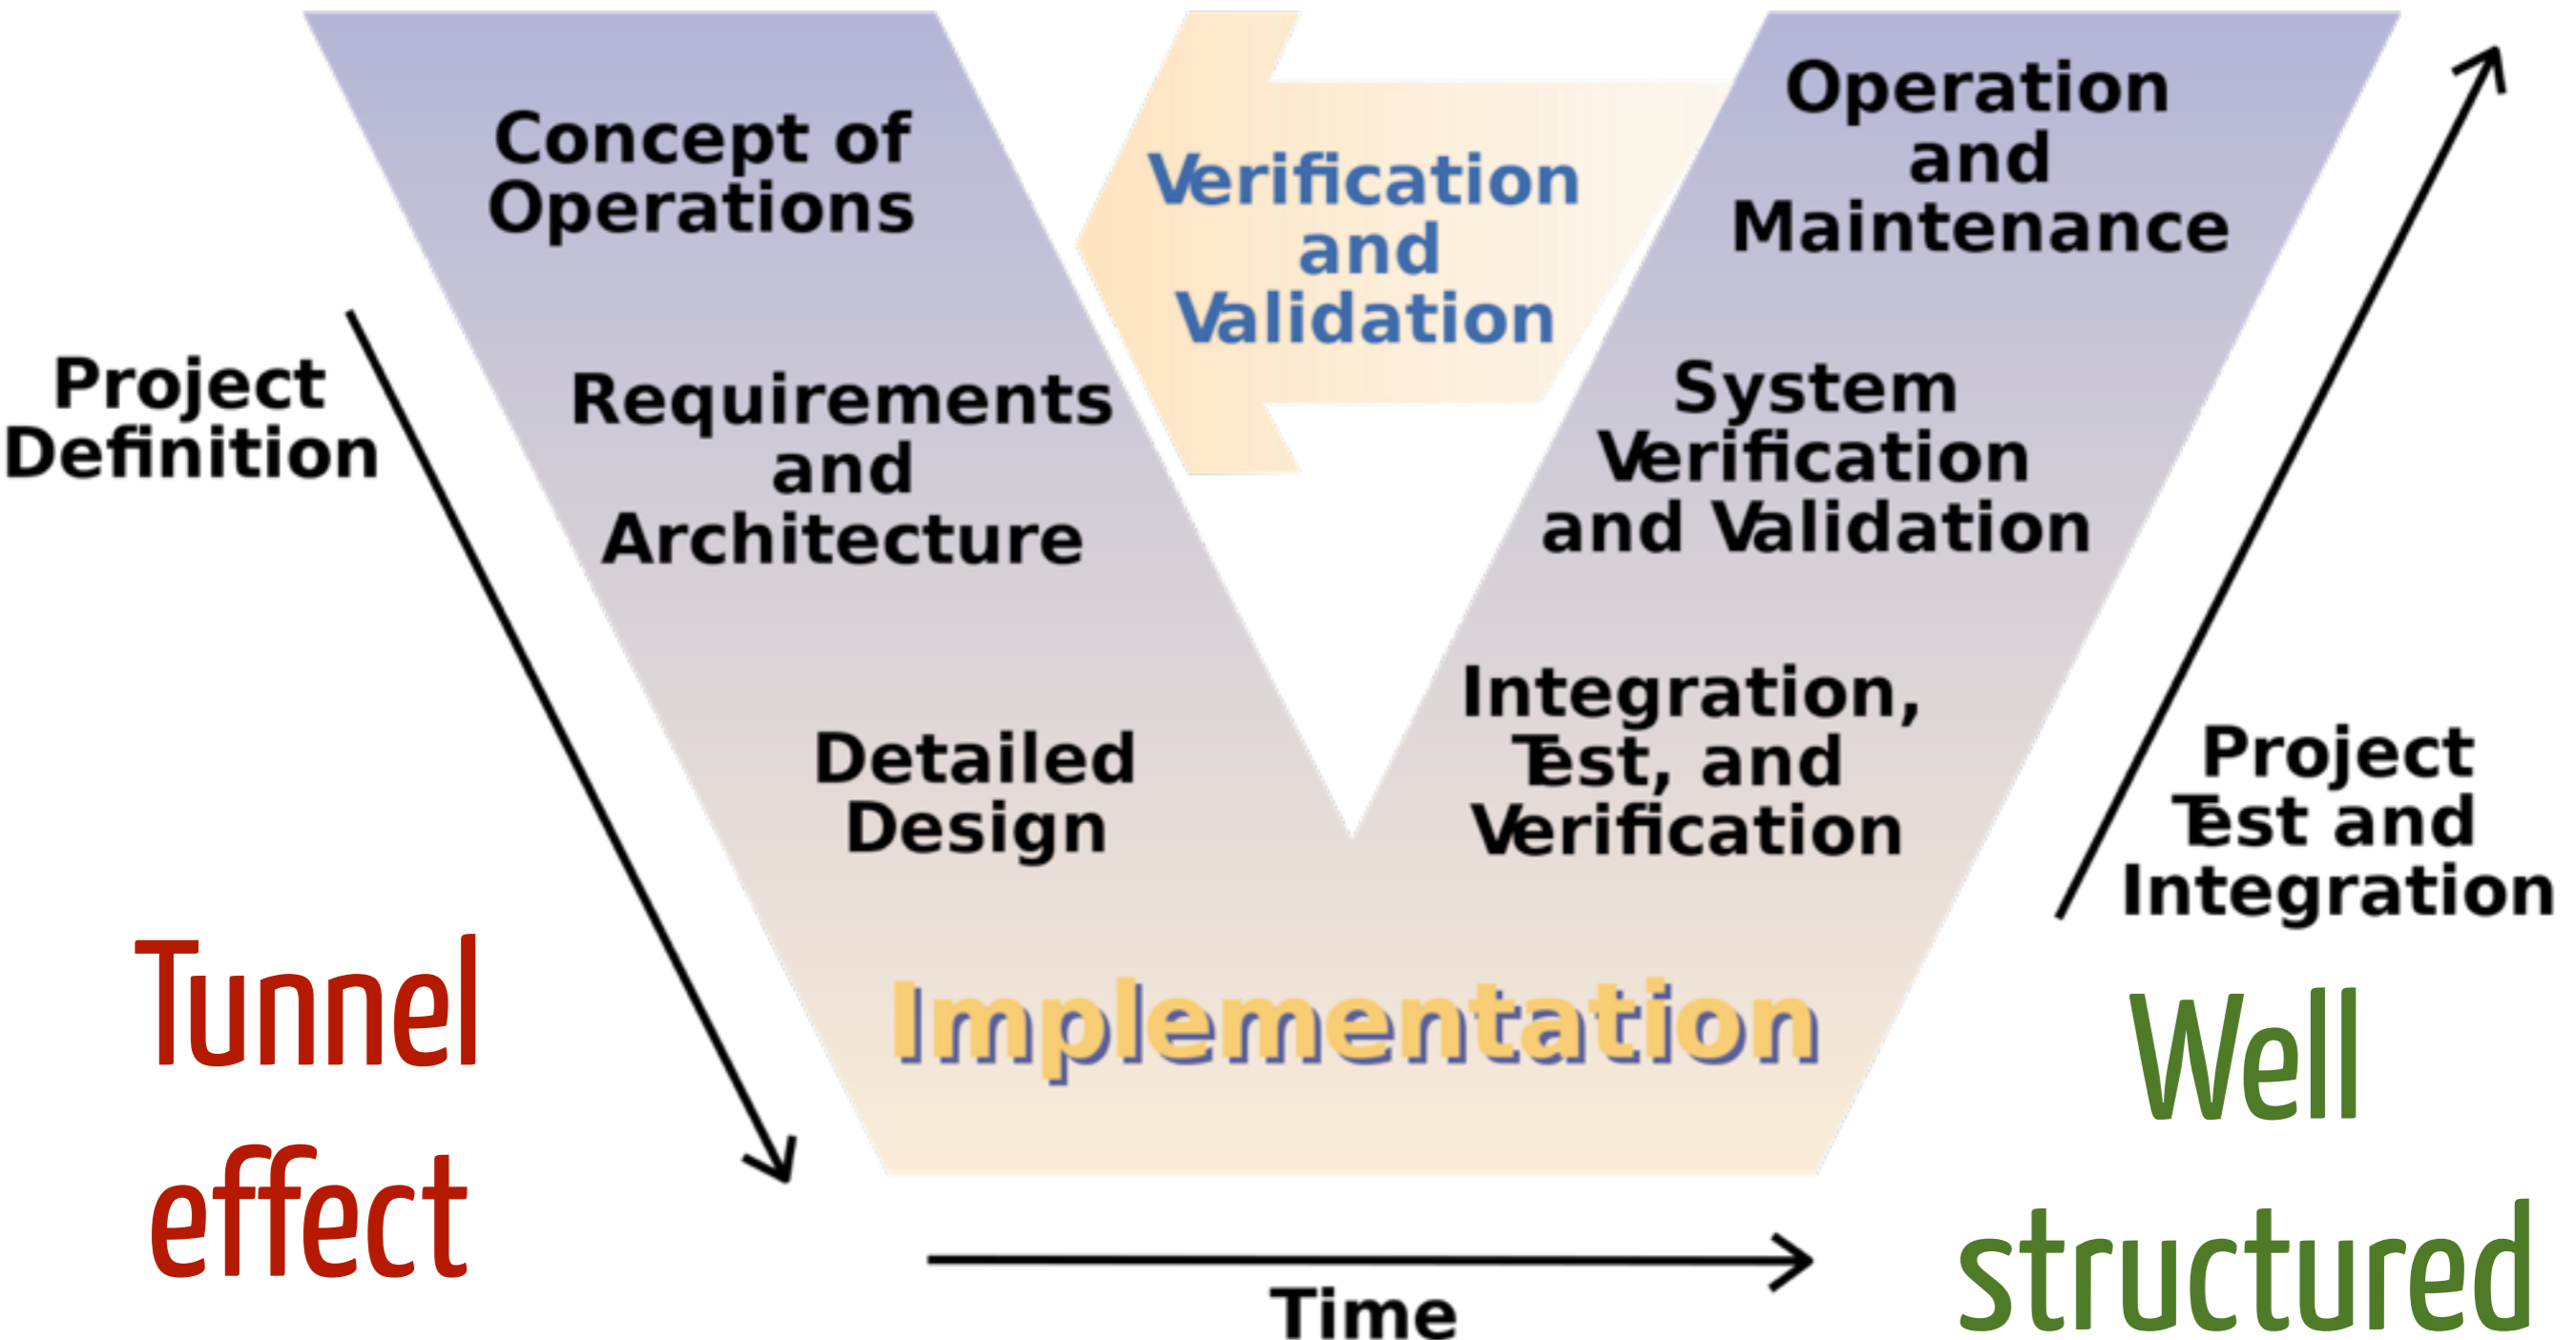 Concept of
Operations
Verification
and
Validation
Operation
and
Maintenance
Project
Definition
Requirements
and
Architecture
System
Verification
and Validation
Detailed
Design
Integration,
Test, and
Verification
Project
Test and
Integration
Implementation
Tunnel
effect
Well
structured
Time